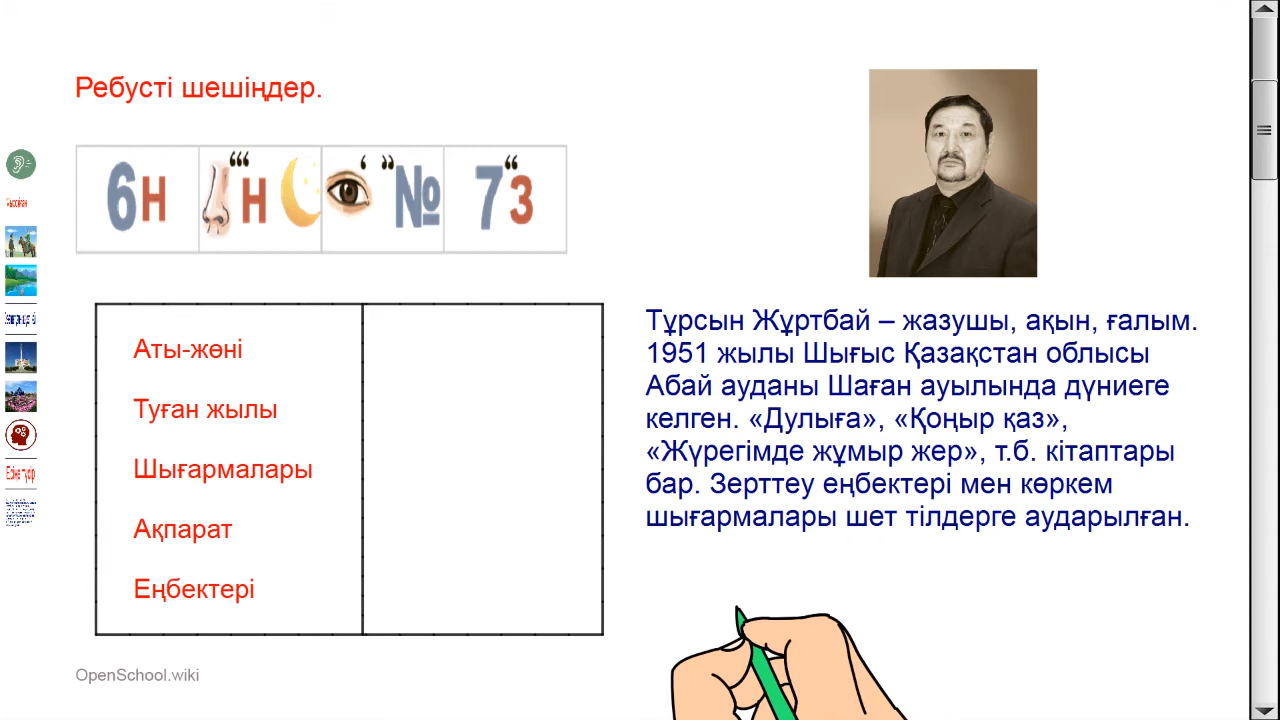 Ребусті шешіңдер.
6н ‘‘‘ н ‘ ’’ № 7 ‘‘ з
Аты-жөні
Туған жылы
Шығармалары
Ақпарат
Еңбектері
Тұрсын Жұртбай – жазушы, ақын, ғалым.
1951 жылы Шығыс Қазақстан облысы
Абай ауданы Шаған ауылында дүниеге
келген. «Дулыға», «Қоңыр қаз»,
«Жүрегімде жұмыр жер», т.б. кітаптары
бар. Зерттеу еңбектері мен көркем
шығармалары шет тілдерге аударылған.
OpenSchool.wiki